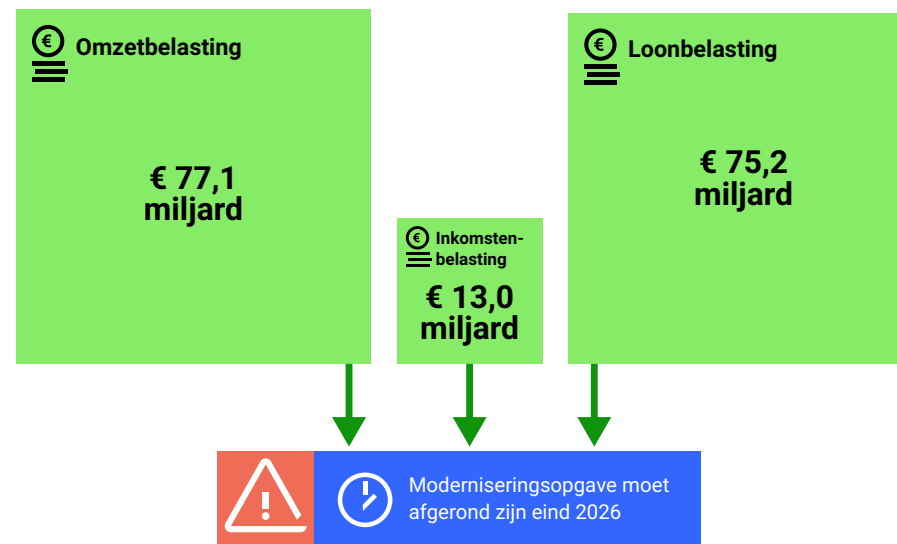 Omzetbelasting
€ 77,1
miljard
Inkomsten-
belasting
€ 13,0
miljard
Loonbelasting
€ 75,2
miljard
Moderniseringsopgave moet
afgerond zijn eind 2026